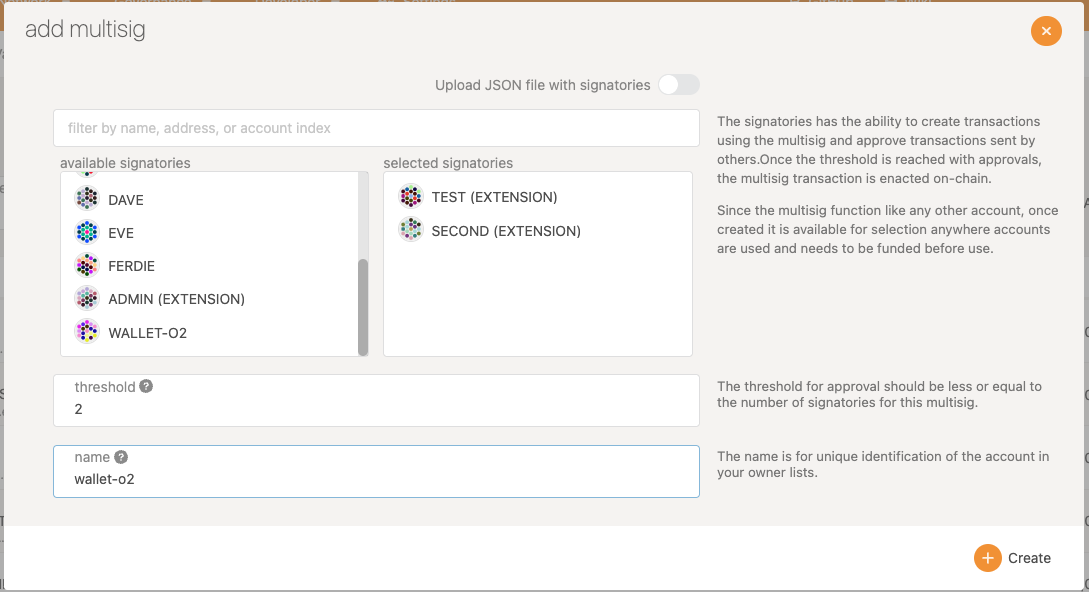 add multisig
Upload JSON file with signatories
filter by name, address, or account index
available signatories
DAVE
EVE
FERDIE
ADMIN (EXTENSION)
WALLET-O2
selected signatories
TEST (EXTENSION)
SECOND (EXTENSION)
The signatories has the ability to create transactions
using the multisig and approve transactions sent by
others.Once the threshold is reached with approvals,
the multisig transaction is enacted on-chain.
Since the multisig function like any other account, once
created it is available for selection anywhere accounts
are used and needs to be funded before use.
threshold ?
2
The threshold for approval should be less or equal to
the number of signatories for this multisig.
name ?
wallet-o2
The name is for unique identification of the account in
your owner lists.
Create